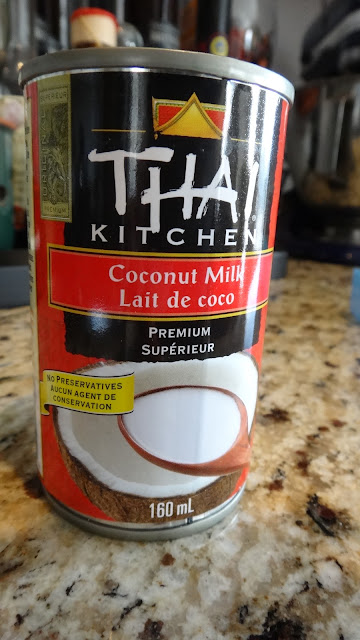 THAI
KITCHEN
Coconut Milk
Lait de coco
PREMIUM
SUPÉRIEUR
NO PRESERVATIVES
AUCUN AGENT DE
CONSERVATION
160 mL